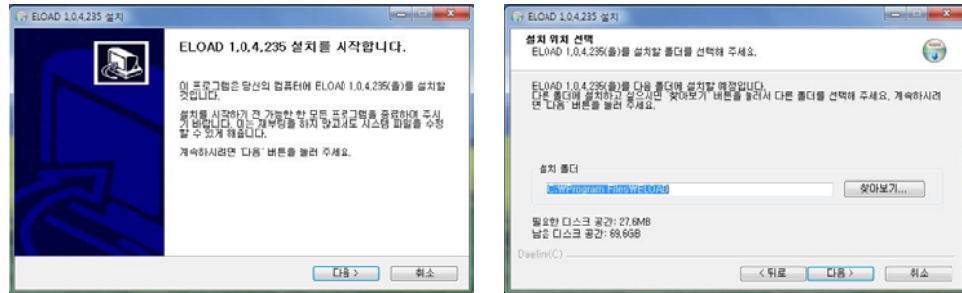 ELOAD 1.0.4.235 설치
ELOAD 1.0.4.235 설치를 시작합니다.
이 프로그램은 당신의 컴퓨터에 ELOAD 1.0.4.235(을)를 설치할
것입니다.
설치를 시작하기 전 가능한 한 모든 프로그램을 종료하여 주시
기 바랍니다. 이는 재부팅을 하지 않고서도 시스템 파일을 수정
할 수 있게 해줍니다.
계속하시려면 '다음' 버튼을 눌러 주세요.
다음 >
취소
ELOAD 1.0.4.235 설치
설치 위치 선택
ELOAD 1.0.4.235(을)를 설치할 폴더를 선택해 주세요.
ELOAD 1.0.4.235(을)를 다음 폴더에 설치할 예정입니다.
다른 폴더에 설치하고 싶으시면 '찾아보기' 버튼을 눌러서 다른 폴더를 선택해 주세요. 계속하시려
면 '다음' 버튼을 눌러 주세요.
설치 폴더
C:₩Program Files₩ELOAD
찾아보기...
필요한 디스크 공간: 27.6MB
남은 디스크 공간: 69.6GB
Daelim(C)
< 뒤로
다음 >
취소